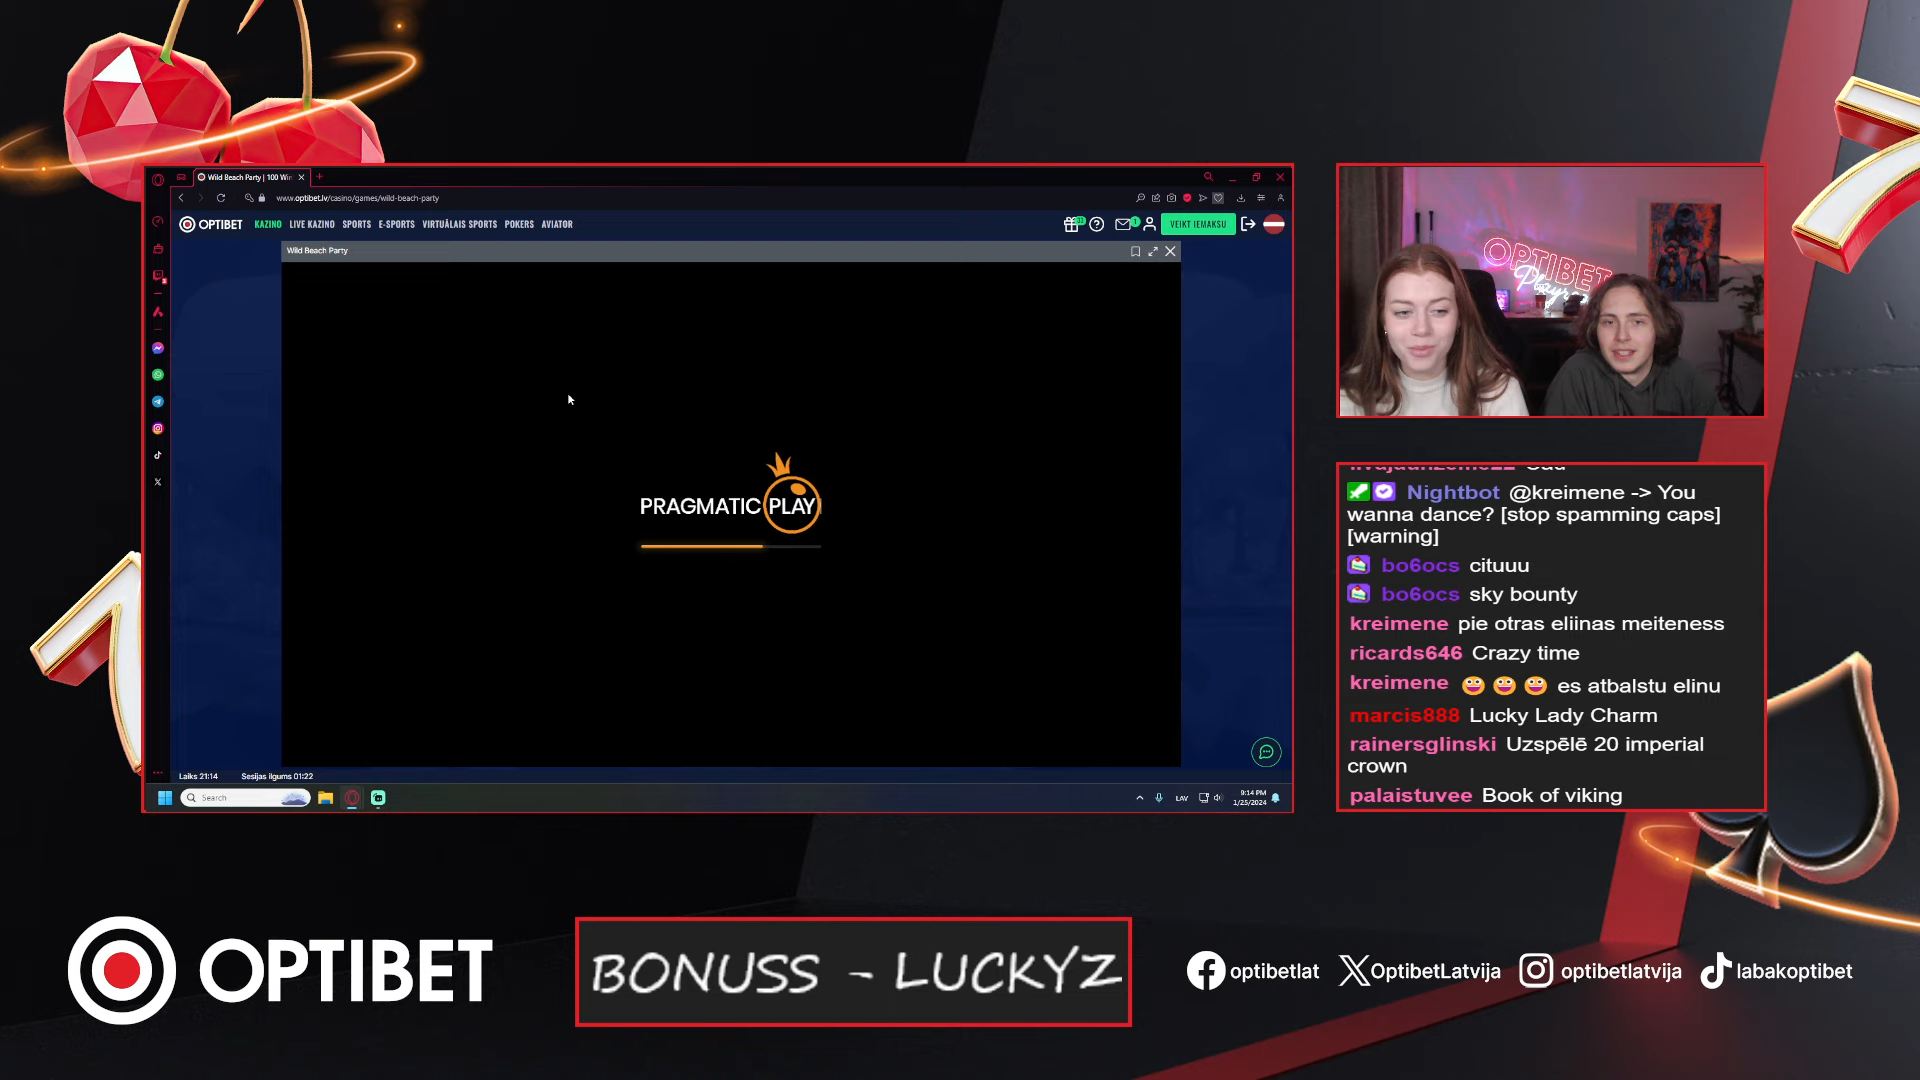 Wild Beach Party | 100 Win
www.optibet.lv/casino/games/wild-beach-party
OPTIBET KAZINO LIVE KAZINO SPORTS E-SPORTS VIRTUĀLAIS SPORTS POKERS AVIATOR VEIKT IEMAKSU
Wild Beach Party
PRAGMATIC PLAY
Laiks 21:14 Sesijas ilgums 01:22
Search
LAV
9:14 PM
1/25/2024
OPTIBET
Nightbot @kreimene -> You
wanna dance? [stop spamming caps]
[warning]
bo6ocs cituuu
bo6ocs sky bounty
kreimene pie otras eliinas meiteness
ricards646 Crazy time
kreimene es atbalstu elinu
marcis888 Lucky Lady Charm
rainersglinski Uzspēlē 20 imperial
crown
palaistuvee Book of viking
OPTIBET
BONUSS - LUCKYZ
optibetlat OptibetLatvija optibetlatvija labakoptibet